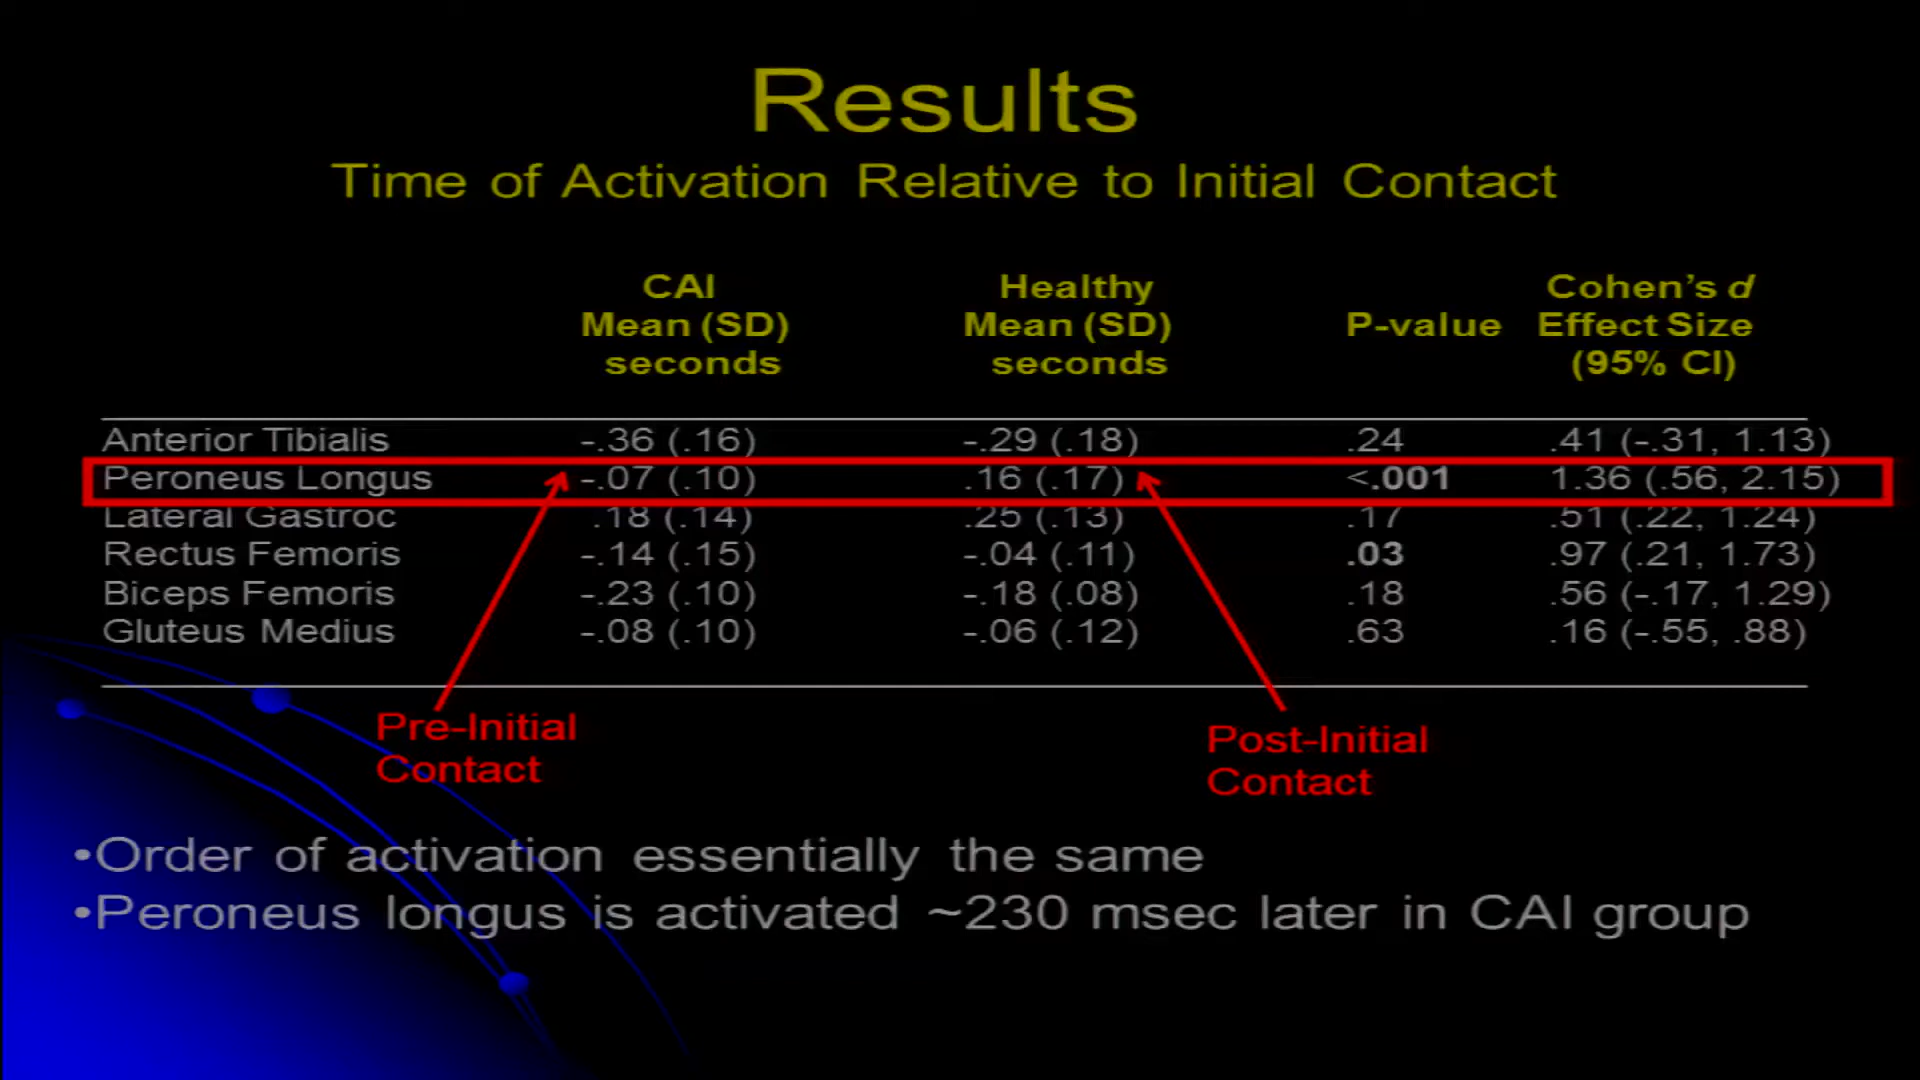 Results
Time of Activation Relative to Initial Contact
CAI Mean (SD) seconds Healthy Mean (SD) seconds P-value Cohen's d Effect Size (95% CI)
Anterior Tibialis -.36 (.16) -.29 (.18) .24 .41 (-.31, 1.13)
Peroneus Longus -.07 (.10) .16 (.17) <.001 1.36 (.56, 2.15)
Lateral Gastroc .18 (.14) .25 (.13) .17 .51 (.22, 1.24)
Rectus Femoris -.14 (.15) -.04 (.11) .03 .97 (.21, 1.73)
Biceps Femoris -.23 (.10) -.18 (.08) .18 .56 (-.17, 1.29)
Gluteus Medius -.08 (.10) -.06 (.12) .63 .16 (-.55, .88)
Pre-Initial Contact
Post-Initial Contact
•Order of activation essentially the same
•Peroneus longus is activated ~230 msec later in CAI group